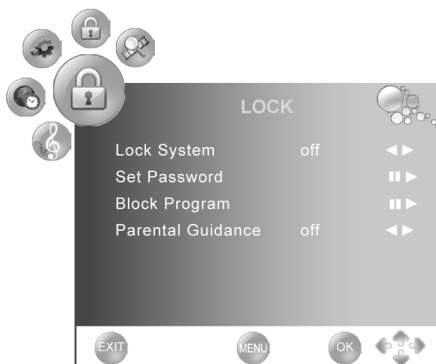 LOCK
Lock System off
Set Password
Block Program
Parental Guidance off
EXIT MENU OK